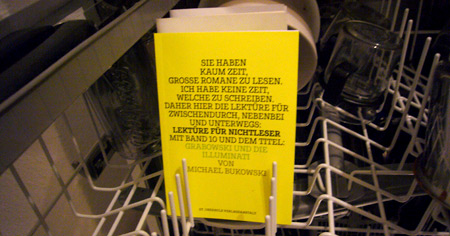 SIE HABEN
KAUM ZEIT,
GROSSE ROMANE ZU LESEN.
ICH HABE KEINE ZEIT,
WELCHE ZU SCHREIBEN.
DAHER HIER DIE LEKTÜRE FÜR
ZWISCHENDURCH, NEBENBEI
UND UNTERWEGS:
LEKTÜRE FÜR NICHTLESER
MIT BAND 10 UND DEM TITEL:
GRABOWSKI UND DIE
ILLUMINATI
VON
MICHAEL BUKOWSKI